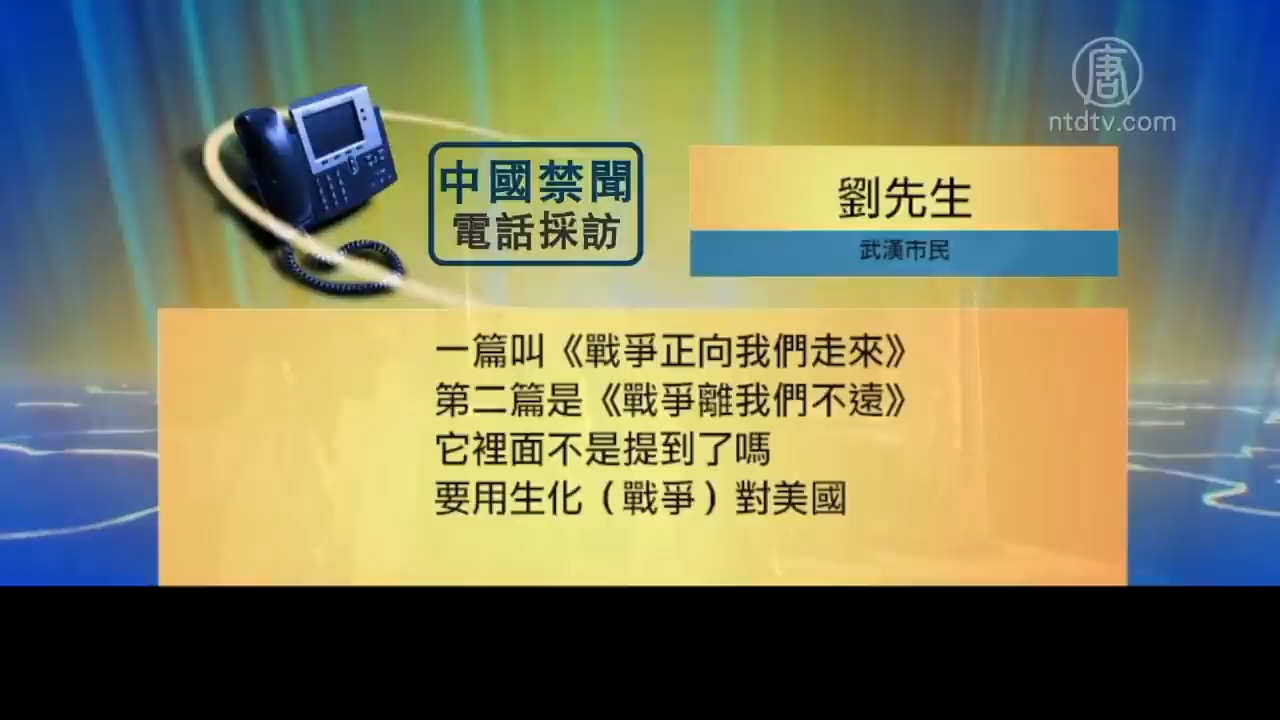 唐
ntdtv.com
中國禁聞
電話採訪
劉先生
武漢市民
一篇叫《戰爭正向我們走來》
第二篇是《戰爭離我們不遠》
它裡面不是提到了嗎
要用生化（戰爭）對美國